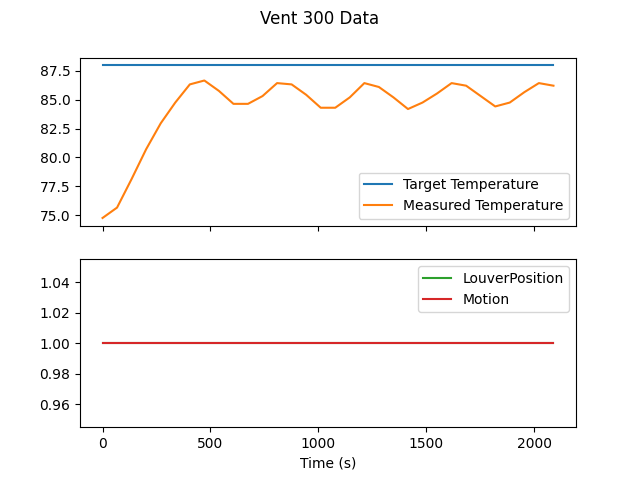 Vent 300 Data
87.5
85.0
82.5
80.0
77.5
75.0
Target Temperature
Measured Temperature
1.04
1.02
1.00
0.98
0.96
LouverPosition
Motion
0
500
1000
1500
2000
Time (s)